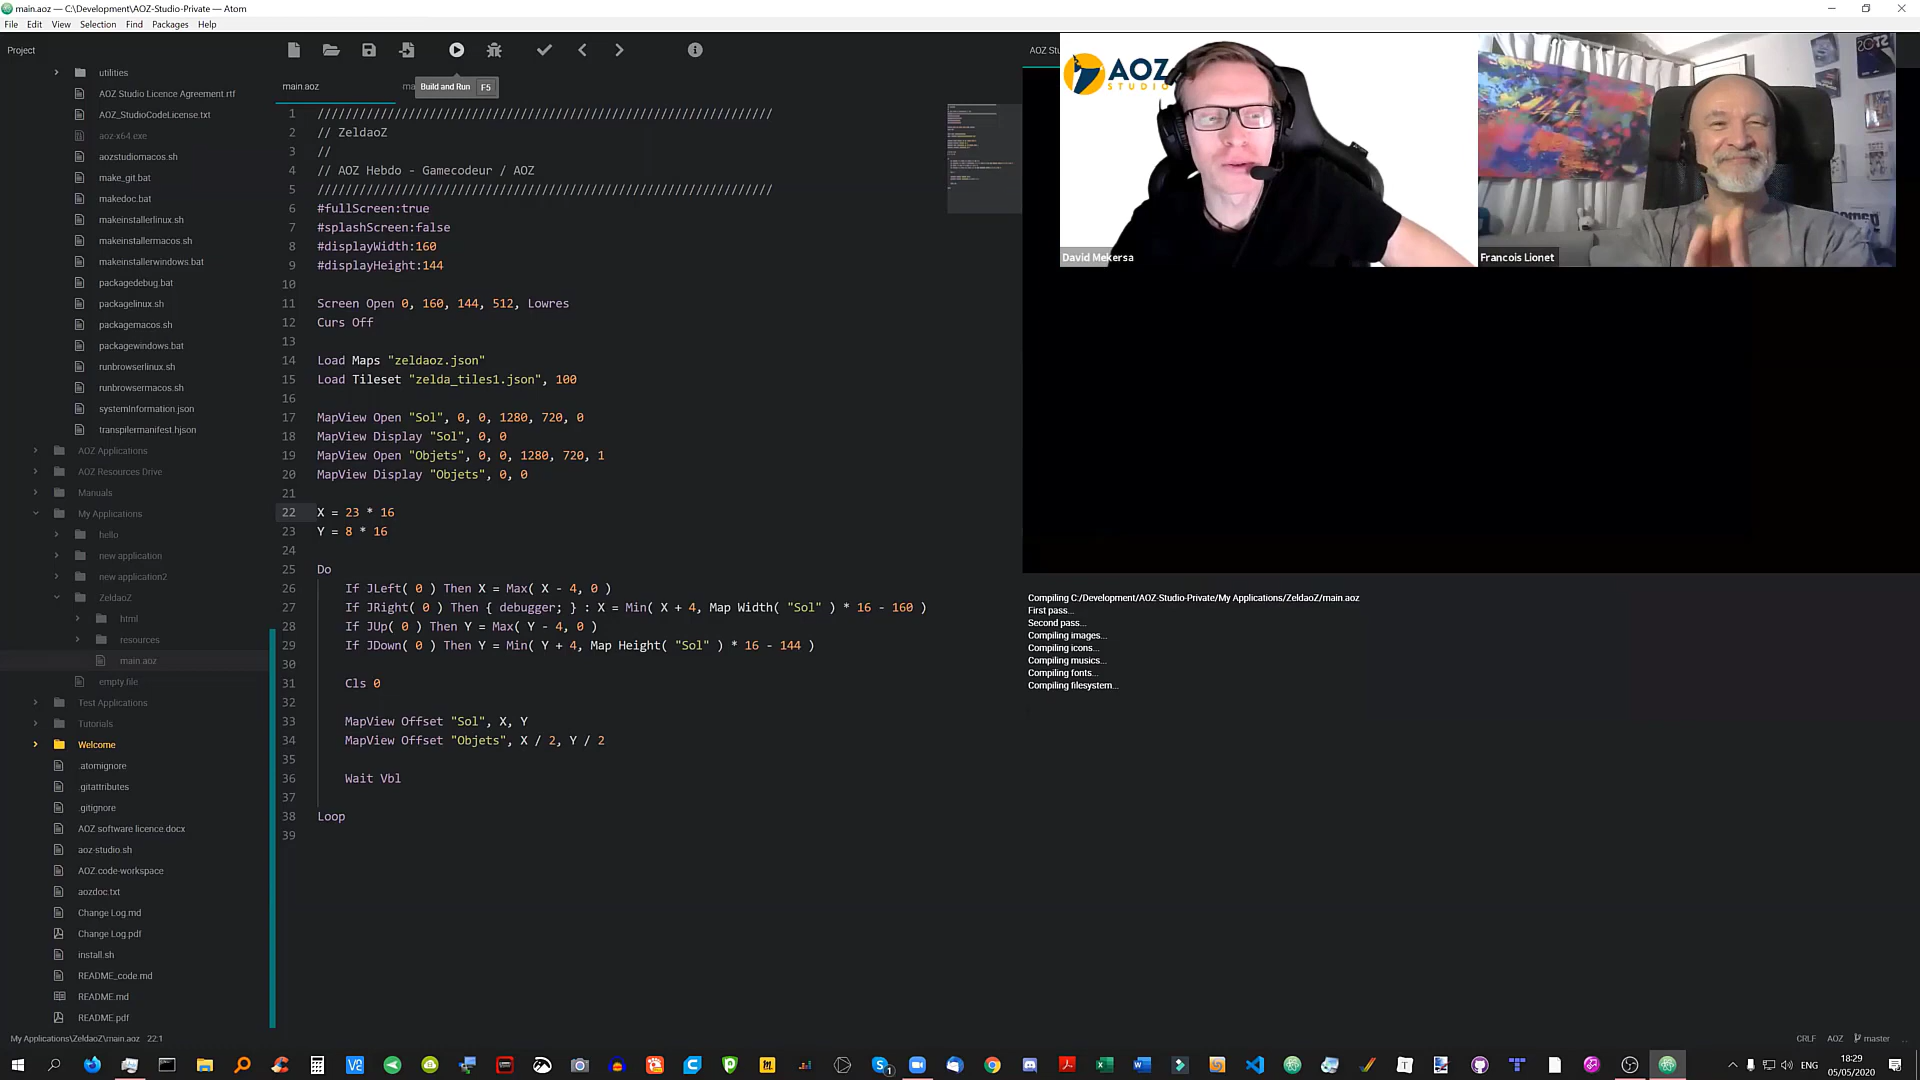 main.aoz — C:\Development\AOZ-Studio-Private — Atom
File Edit View Selection Find Packages Help
Project
utilities
AOZ Studio Licence Agreement.rtf
AOZ_StudioCodeLicense.txt
aoz-x64.exe
aozstudiomacos.sh
make_git.bat
makedoc.bat
makeinstallerlinux.sh
makeinstallermacos.sh
makeinstallerwindows.bat
packagedebug.bat
packagelinux.sh
packagemacos.sh
packagewindows.bat
runbrowserlinux.sh
runbrowsermacos.sh
systemInformation.json
transpilermanifest.hjson
AOZ Applications
AOZ Resources Drive
Manuals
My Applications
hello
new application
new application2
ZeldaoZ
html
resources
main.aoz
empty.file
Test Applications
Tutorials
Welcome
.atomignore
.gitattributes
.gitignore
AOZ software licence.docx
aoz-studio.sh
AOZ.code-workspace
aozdoc.txt
Change Log.md
Change Log.pdf
install.sh
README_code.md
README.md
README.pdf
main.aoz
ma
Build and Run F5
1 /////////////////////////////////////////////////////////////////
2 // ZeldaoZ
3 //
4 // AOZ Hebdo - Gamecodeur / AOZ
5 /////////////////////////////////////////////////////////////////
6 #fullScreen:true
7 #splashScreen:false
8 #displayWidth:160
9 #displayHeight:144
10
11 Screen Open 0, 160, 144, 512, Lowres
12 Curs Off
13
14 Load Maps "zeldaoz.json"
15 Load Tileset "zelda_tiles1.json", 100
16
17 MapView Open "Sol", 0, 0, 1280, 720, 0
18 MapView Display "Sol", 0, 0
19 MapView Open "Objets", 0, 0, 1280, 720, 1
20 MapView Display "Objets", 0, 0
21
22 X = 23 * 16
23 Y = 8 * 16
24
25 Do
26 If JLeft( 0 ) Then X = Max( X - 4, 0 )
27 If JRight( 0 ) Then { debugger; } : X = Min( X + 4, Map Width( "Sol" ) * 16 - 160 )
28 If JUp( 0 ) Then Y = Max( Y - 4, 0 )
29 If JDown( 0 ) Then Y = Min( Y + 4, Map Height( "Sol" ) * 16 - 144 )
30
31 Cls 0
32
33 MapView Offset "Sol", X, Y
34 MapView Offset "Objets", X / 2, Y / 2
35
36 Wait Vbl
37
38 Loop
39
AOZ Stu
AOZ
STUDIO
David Mekersa
Francois Lionet
Compiling C:/Development/AOZ-Studio-Private/My Applications/ZeldaoZ/main.aoz
First pass...
Second pass...
Compiling images...
Compiling icons...
Compiling musics...
Compiling fonts...
Compiling filesystem...
My Applications\ZeldaoZ\main.aoz 22:1
CRLF AOZ master
ENG
18:29
05/05/2020